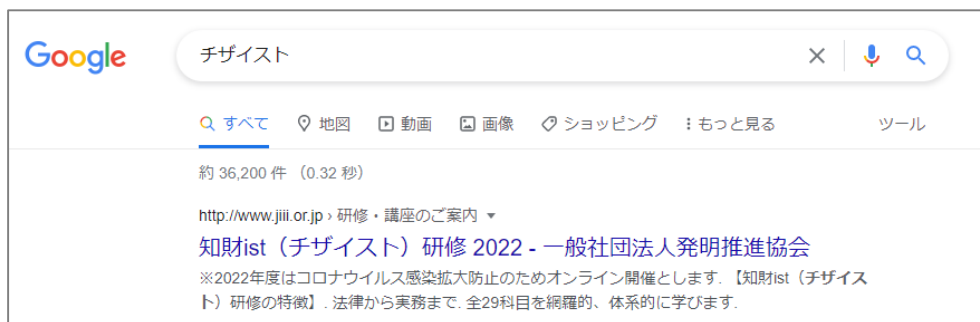 Google チザイスト
すべて 地図 動画 画像 ショッピング もっと見る ツール
約 36,200 件 （0.32 秒）
http://www.jiii.or.jp › 研修・講座のご案内
知財ist（チザイスト）研修 2022 - 一般社団法人発明推進協会
※2022年度はコロナウイルス感染拡大防止のためオンライン開催とします. 【知財ist（チザイス
ト）研修の特徴】. 法律から実務まで. 全29科目を網羅的、体系的に学びます.